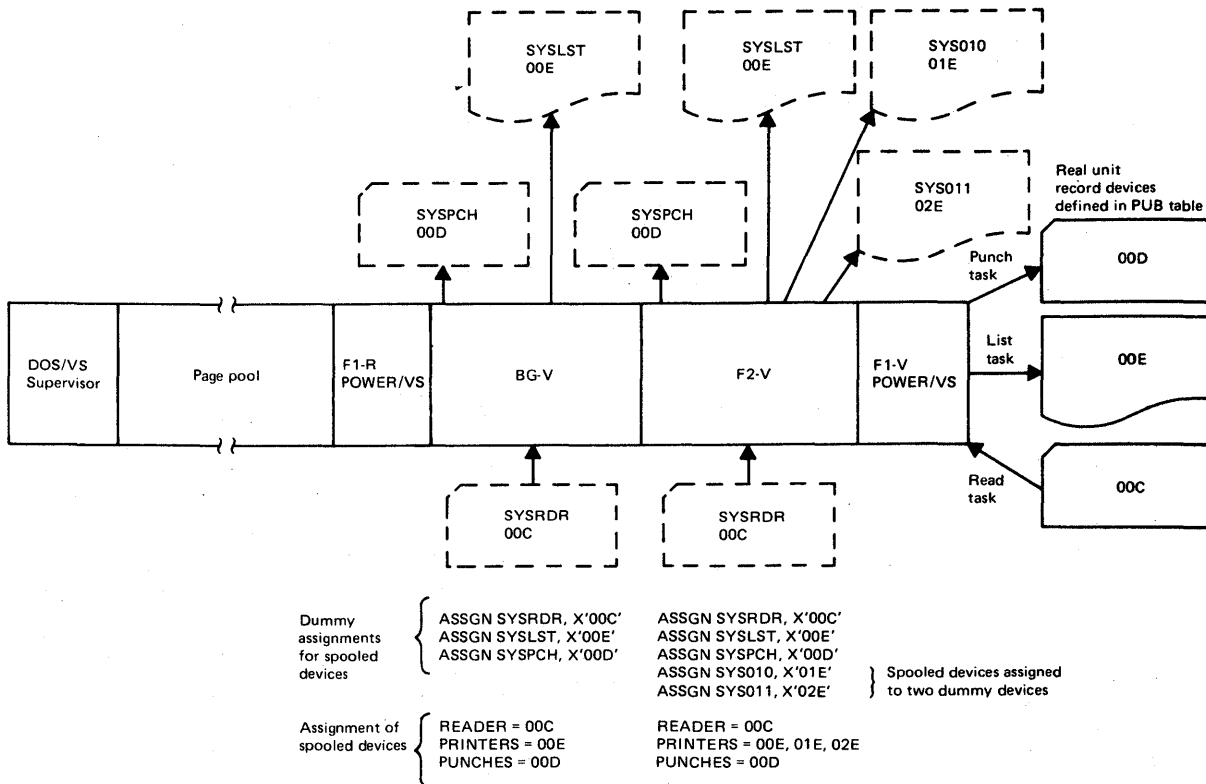 SYSLST
00E
SYSLST
00E
SYS010
01E
SYSPCH
00D
SYSPCH
00D
SYS011
02E
Real unit
record devices
defined in PUB table
Punch
task
00D
DOS/VS
Supervisor
Page pool
F1-R
POWER/VS
BG-V
F2-V
F1-V
POWER/VS
List
task
00E
Read
task
00C
SYSRDR
00C
SYSRDR
00C
Dummy
assignments
for spooled
devices
ASSGN SYSRDR, X'00C'
ASSGN SYSLST, X'00E'
ASSGN SYSPCH, X'00D'
ASSGN SYSRDR, X'00C'
ASSGN SYSLST, X'00E'
ASSGN SYSPCH, X'00D'
ASSGN SYS010, X'01E'
ASSGN SYS011, X'02E'
Spooled devices assigned
to two dummy devices
Assignment of
spooled devices
READER = 00C
PRINTERS = 00E
PUNCHES = 00D
READER = 00C
PRINTERS = 00E, 01E, 02E
PUNCHES = 00D